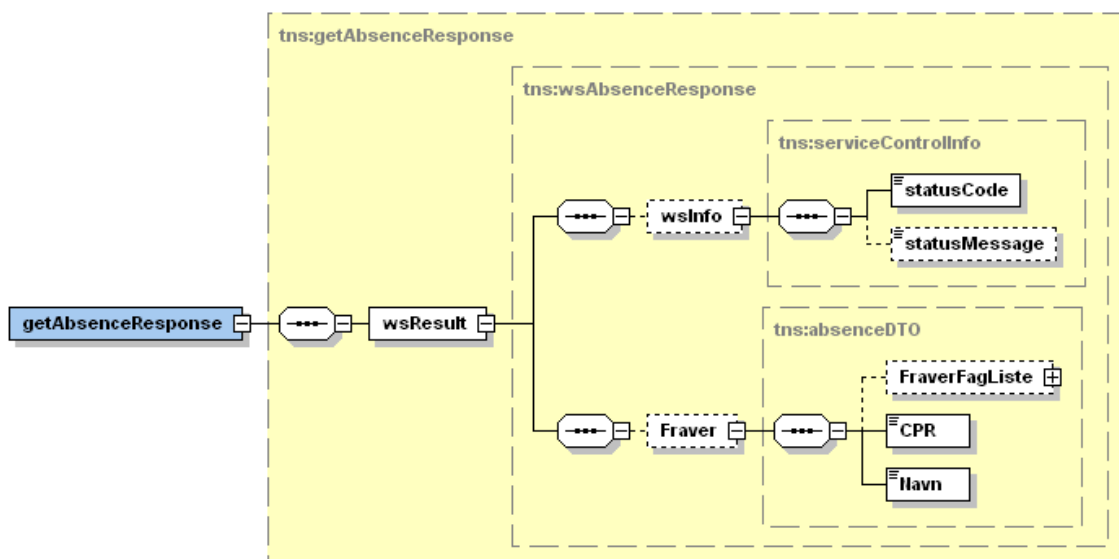 tns:getAbsenceResponse
tns:wsAbsenceResponse
tns:serviceControlInfo
statusCode
wsInfo
statusMessage
getAbsenceResponse
wsResult
tns:absenceDTO
FraverFagListe
Fraver
CPR
Navn